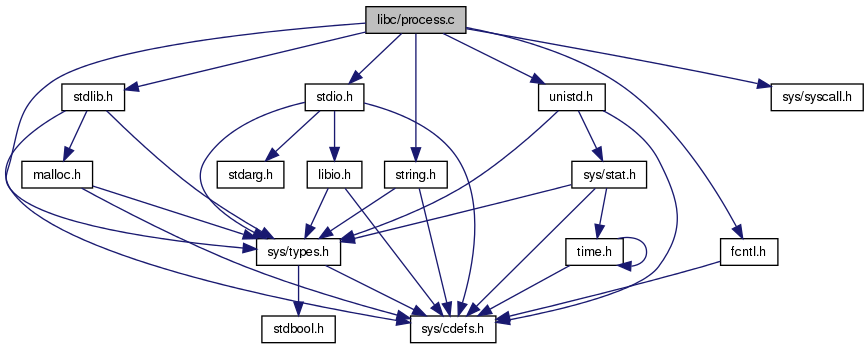 libc/process.c
stdlib.h
stdio.h
unistd.h
sys/syscall.h
malloc.h
stdarg.h
libio.h
string.h
sys/stat.h
sys/types.h
time.h
fcntl.h
stdbool.h
sys/cdefs.h